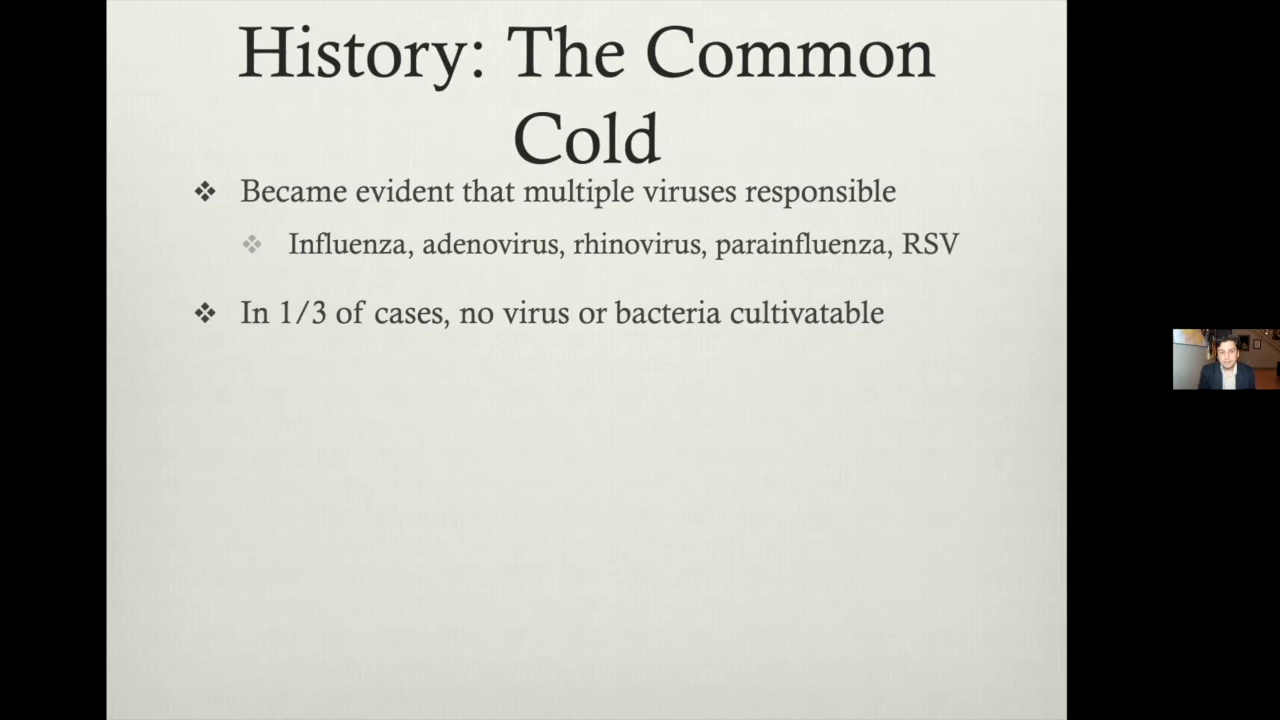 History: The Common
Cold
❖ Became evident that multiple viruses responsible
❖ Influenza, adenovirus, rhinovirus, parainfluenza, RSV
❖ In 1/3 of cases, no virus or bacteria cultivatable